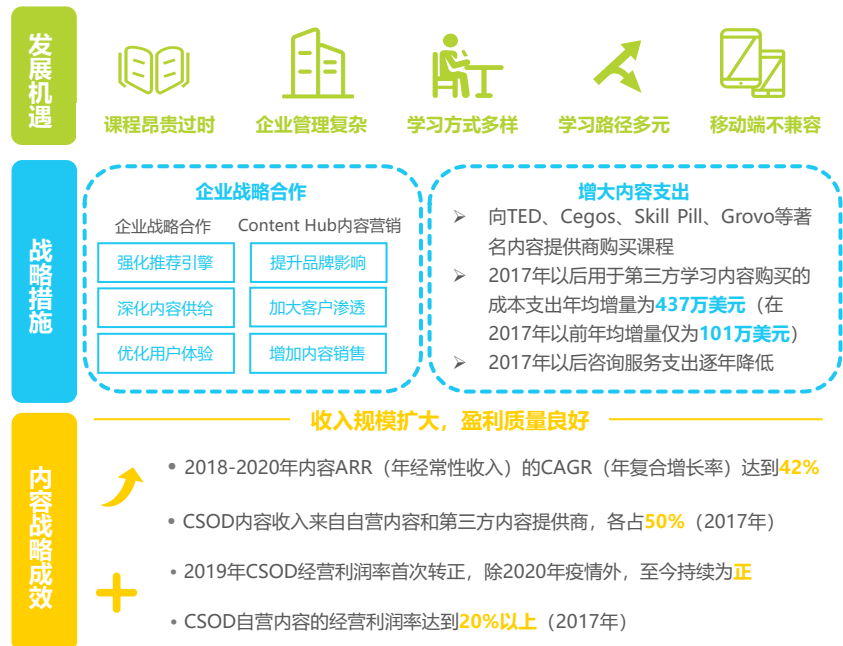 发展机遇
课程昂贵过时
企业管理复杂
学习方式多样
学习路径多元
移动端不兼容
战略措施
企业战略合作
企业战略合作
Content Hub内容营销
强化推荐引擎
提升品牌影响
深化内容供给
加大客户渗透
优化用户体验
增加内容销售
增大内容支出
➢ 向TED、Cegos、Skill Pill、Grovo等著
名内容提供商购买课程
➢ 2017年以后用于第三方学习内容购买的
成本支出年均增量为437万美元（在
2017年以前年均增量仅为101万美元）
➢ 2017年以后咨询服务支出逐年降低
内容战略成效
收入规模扩大，盈利质量良好
• 2018-2020年内容ARR（年经常性收入）的CAGR（年复合增长率）达到42%
• CSOD内容收入来自自营内容和第三方内容提供商，各占50%（2017年）
• 2019年CSOD经营利润率首次转正，除2020年疫情外，至今持续为正
• CSOD自营内容的经营利润率达到20%以上（2017年）